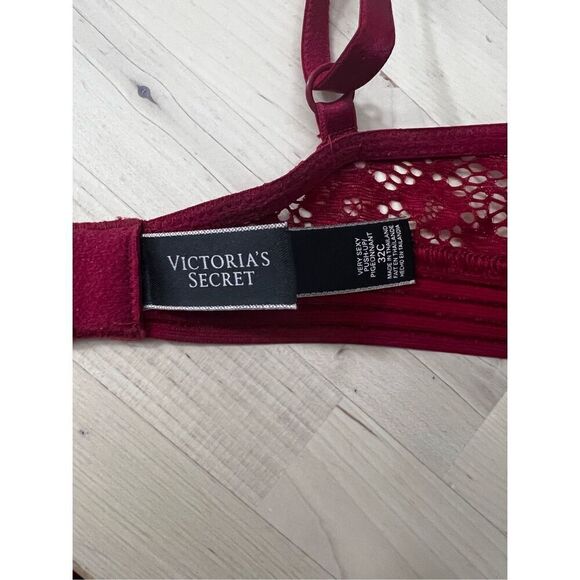 VICTORIA'S
SECRET
VERY SEXY
PUSH-UP/
PIGEONNANT
32C
MADE IN THAILAND
FAIT EN THAÏLANDE
HECHO EN TAILANDIA